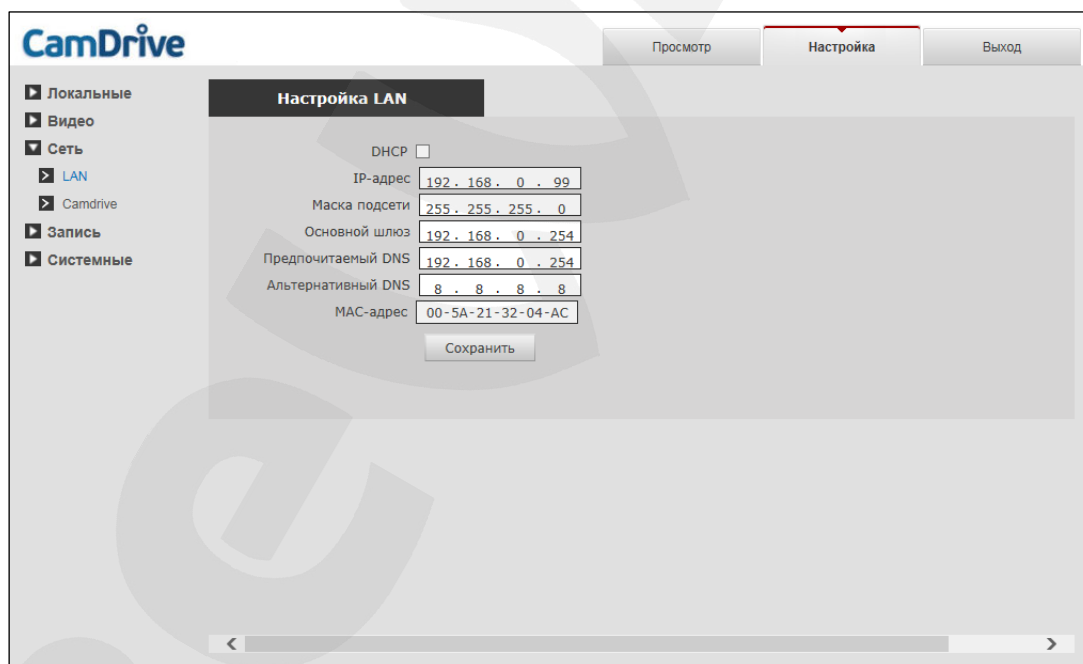 CamDrive
Просмотр
Настройка
Выход
Локальные
Видео
Сеть
LAN
Camdrive
Запись
Системные
Настройка LAN
DHCP
IP-адрес 192. 168. 0 . 99
Маска подсети 255. 255. 255. 0
Основной шлюз 192. 168. 0 . 254
Предпочитаемый DNS 192. 168. 0 . 254
Альтернативный DNS 8 . 8 . 8 . 8
МАС-адрес 00-5A-21-32-04-AC
Сохранить